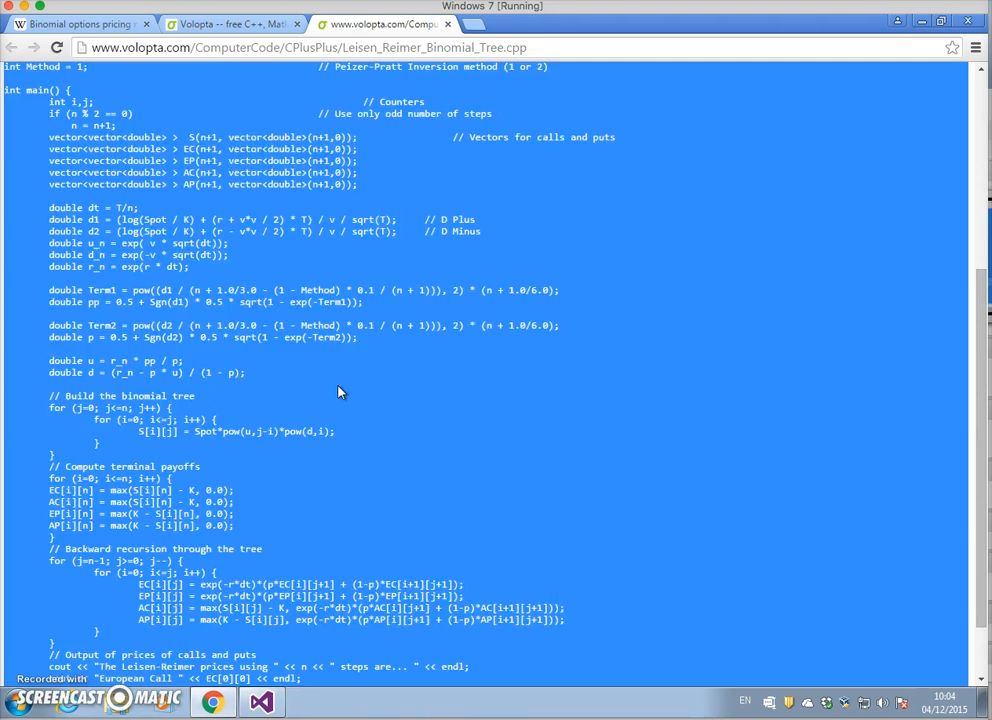 Windows 7 [Running]
Binomial options pricing
Volopta -- free C++, Matl
www.volopta.com/Compu
www.volopta.com/ComputerCode/CPlusPlus/Leisen_Reimer_Binomial_Tree.cpp
int Method = 1; // Peizer-Pratt Inversion method (1 or 2)
int main() {
int i,j; // Counters
if (n % 2 == 0) // Use only odd number of steps
n = n+1;
vector<vector<double> > S(n+1, vector<double>(n+1,0)); // Vectors for calls and puts
vector<vector<double> > EC(n+1, vector<double>(n+1,0));
vector<vector<double> > EP(n+1, vector<double>(n+1,0));
vector<vector<double> > AC(n+1, vector<double>(n+1,0));
vector<vector<double> > AP(n+1, vector<double>(n+1,0));
double dt = T/n;
double d1 = (log(Spot / K) + (r + v*v / 2) * T) / v / sqrt(T); // D Plus
double d2 = (log(Spot / K) + (r - v*v / 2) * T) / v / sqrt(T); // D Minus
double u_n = exp( v * sqrt(dt));
double d_n = exp(-v * sqrt(dt));
double r_n = exp(r * dt);
double Term1 = pow((d1 / (n + 1.0/3.0 - (1 - Method) * 0.1 / (n + 1))), 2) * (n + 1.0/6.0);
double pp = 0.5 + Sgn(d1) * 0.5 * sqrt(1 - exp(-Term1));
double Term2 = pow((d2 / (n + 1.0/3.0 - (1 - Method) * 0.1 / (n + 1))), 2) * (n + 1.0/6.0);
double p = 0.5 + Sgn(d2) * 0.5 * sqrt(1 - exp(-Term2));
double u = r_n * pp / p;
double d = (r_n - p * u) / (1 - p);
// Build the binomial tree
for (j=0; j<=n; j++) {
for (i=0; i<=j; i++) {
S[i][j] = Spot*pow(u,j-i)*pow(d,i);
}
}
// Compute terminal payoffs
for (i=0; i<=n; i++) {
EC[i][n] = max(S[i][n] - K, 0.0);
AC[i][n] = max(S[i][n] - K, 0.0);
EP[i][n] = max(K - S[i][n], 0.0);
AP[i][n] = max(K - S[i][n], 0.0);
}
// Backward recursion through the tree
for (j=n-1; j>=0; j--) {
for (i=0; i<=j; i++) {
EC[i][j] = exp(-r*dt)*(p*EC[i][j+1] + (1-p)*EC[i+1][j+1]);
EP[i][j] = exp(-r*dt)*(p*EP[i][j+1] + (1-p)*EP[i+1][j+1]);
AC[i][j] = max(S[i][j] - K, exp(-r*dt)*(p*AC[i][j+1] + (1-p)*AC[i+1][j+1]));
AP[i][j] = max(K - S[i][j], exp(-r*dt)*(p*AP[i][j+1] + (1-p)*AP[i+1][j+1]));
}
}
// Output of prices of calls and puts
cout << "The Leisen-Reimer prices using " << n << " steps are... " << endl;
cout << "European Call " << EC[0][0] << endl;
Recorded with
SCREENCAST MATIC
EN
10:04
04/12/2015